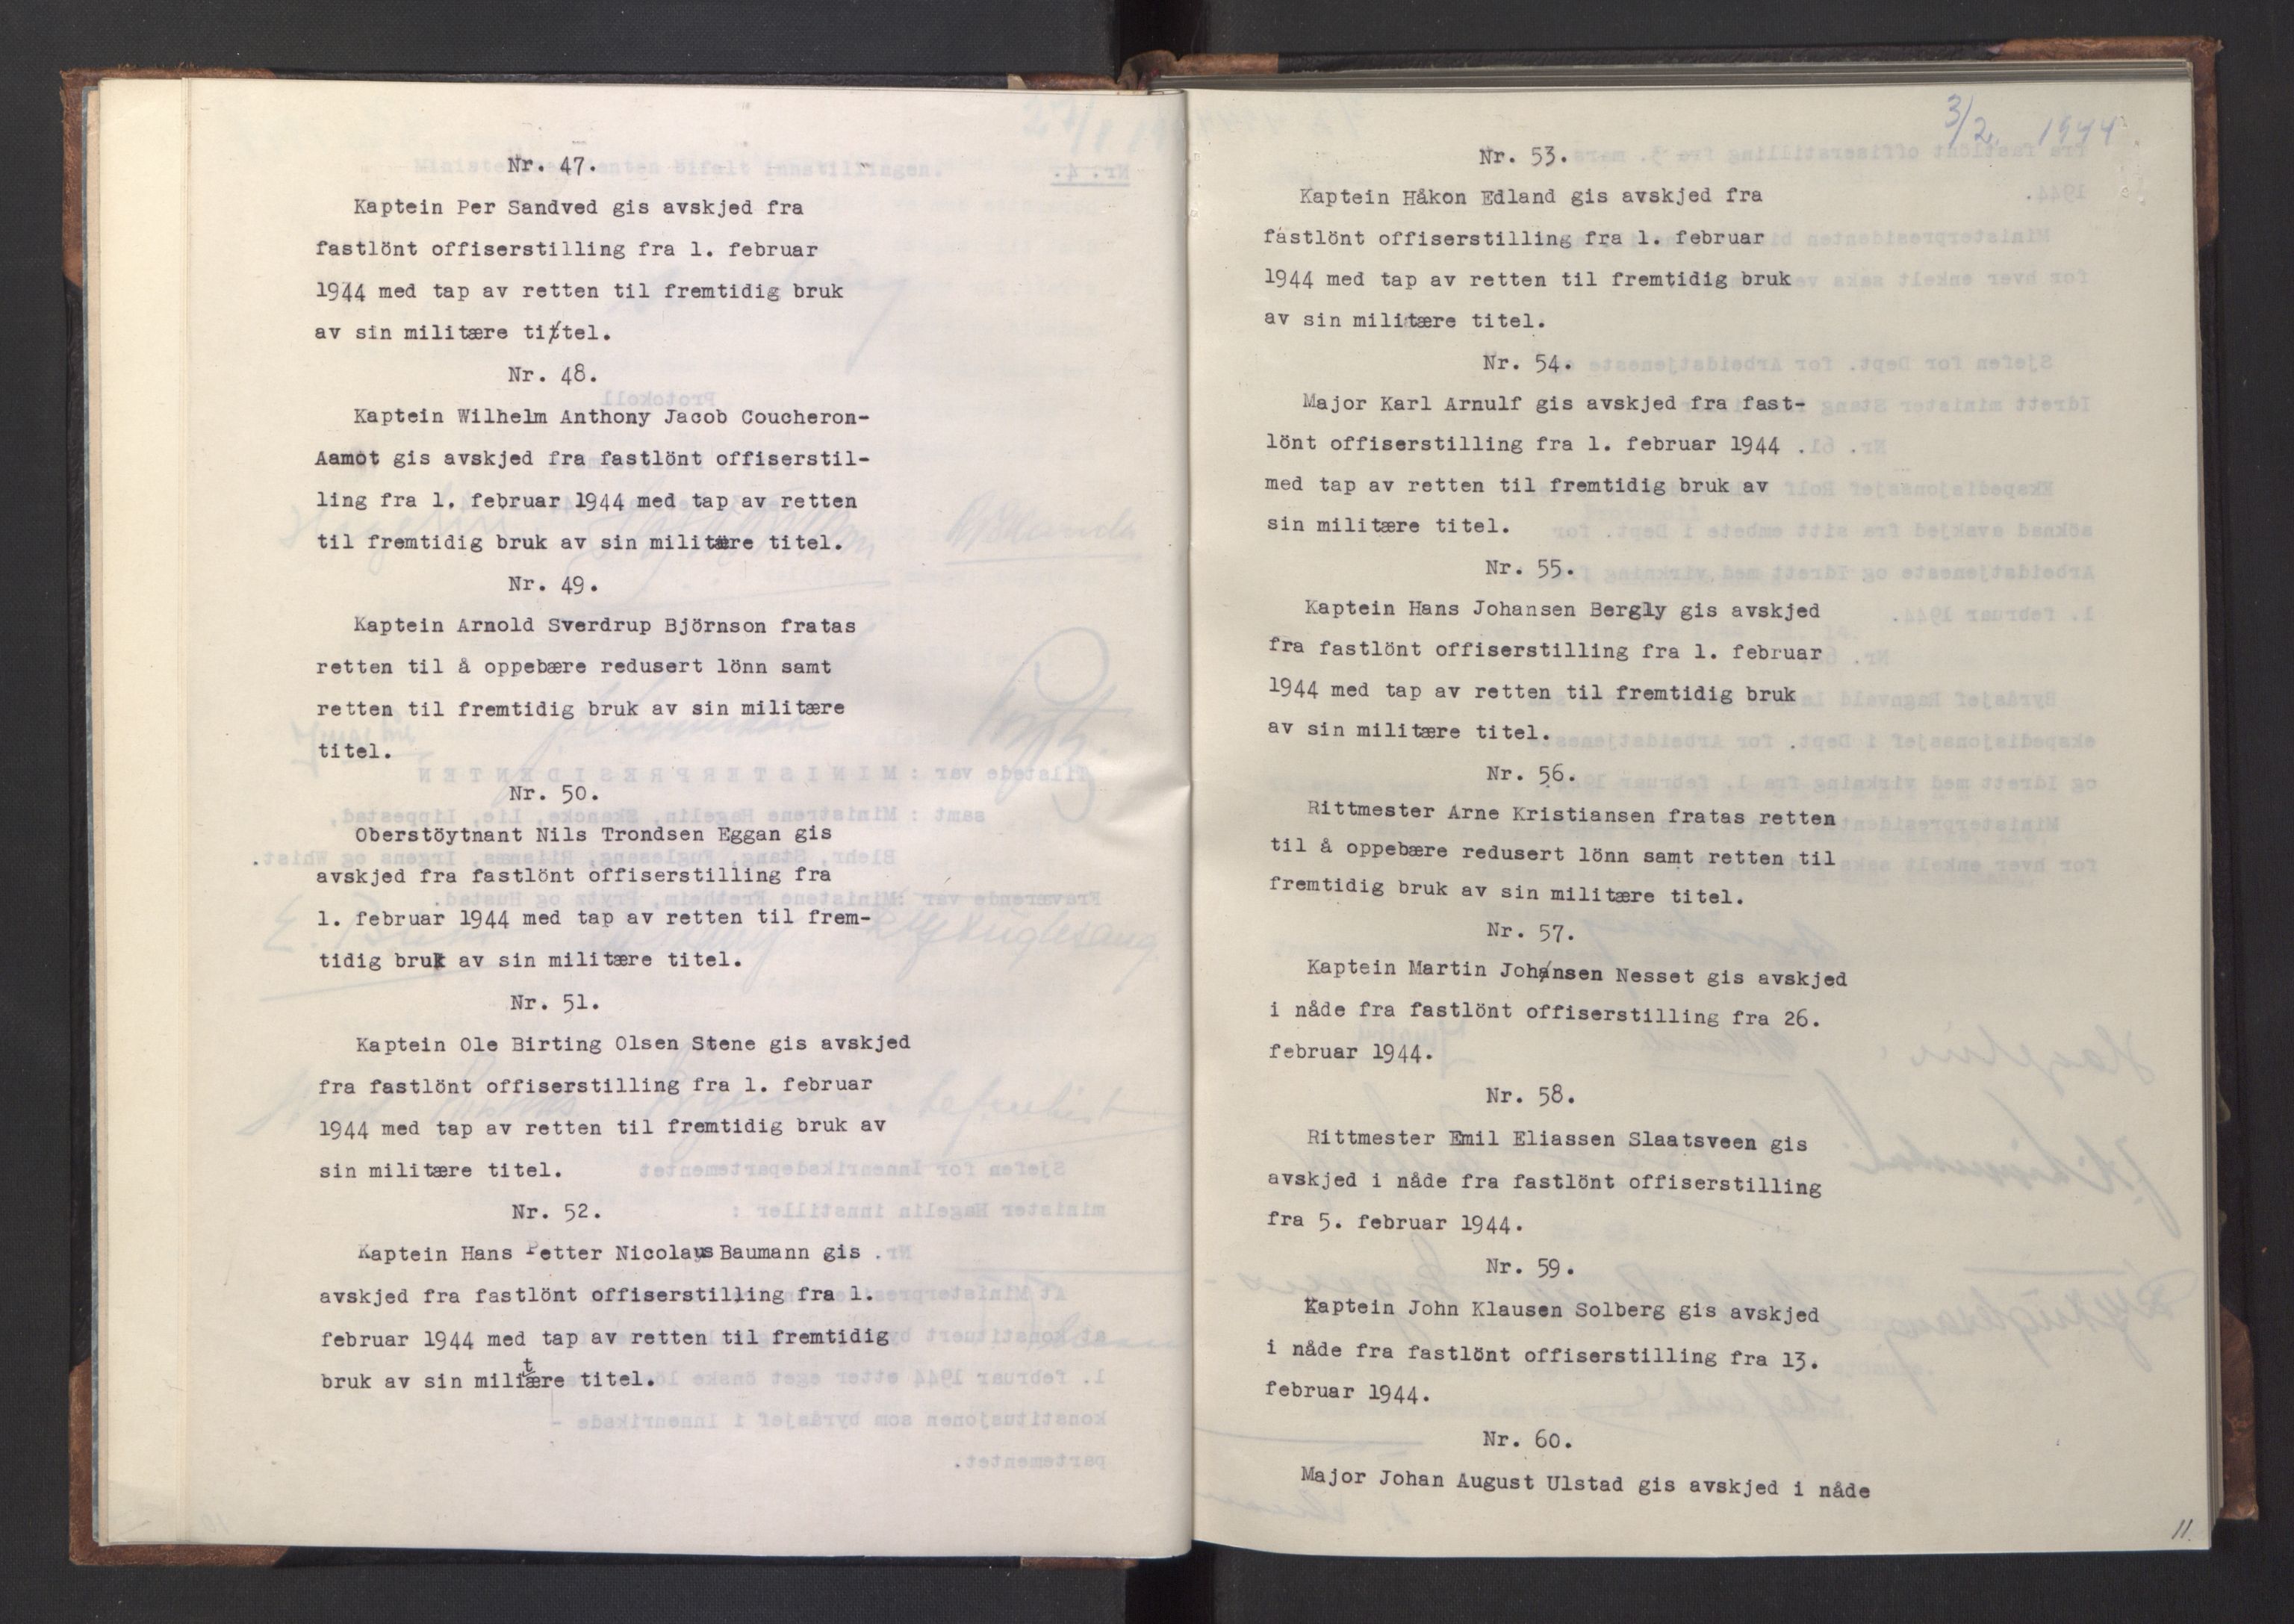 Nr. 47.
Kaptein Per Sandved gis avskjed fra
fastlönt offiserstilling fra 1. februar
1944 med tap av retten til fremtidig bruk
av sin militære tittel.
Nr. 48.
Kaptein Wilhelm Anthony Jacob Coucheron-
Aamot gis avskjed fra fastlönt offiserstil-
ling fra 1. februar 1944 med tap av retten
til fremtidig bruk av sin militære titel.
Nr. 49.
Kaptein Arnold Sverdrup Björnson fratas
retten til å oppebære redusert lönn samt
retten til fremtidig bruk av sin militære
titel.
Nr. 50.
Oberstöytnant Nils Trondsen Eggan gis
avskjed fra fastlönt offiserstilling fra
1. februar 1944 med tap av retten til frem-
tidig bruk av sin militære titel.
Nr. 51.
Kaptein Ole Birting Olsen Stene gis avskjed
fra fastlönt offiserstilling fra 1. februar
1944 med tap av retten til fremtidig bruk av
sin militære titel.
Nr. 52.
Kaptein Hans Petter Nicolaus Baumann gis
avskjed fra fastlönt offiserstilling fra 1.
februar 1944 med tap av retten til fremtidig
bruk av sin militære titel.
3/2. 1944
Nr. 53.
Kaptein Håkon Edland gis avskjed fra
fastlönt offiserstilling fra 1. februar
1944 med tap av retten til fremtidig bruk
av sin militære titel.
Nr. 54.
Major Karl Arnulf gis avskjed fra fast-
lönt offiserstilling fra 1. februar 1944
med tap av retten til fremtidig bruk av
sin militære titel.
Nr. 55.
Kaptein Hans Johansen Bergly gis avskjed
fra fastlönt offiserstilling fra 1. februar
1944 med tap av retten til fremtidig bruk
av sin militære titel.
Nr. 56.
Rittmester Arne Kristiansen fratas retten
til å oppebære redusert lönn samt retten til
fremtidig bruk av sin militære titel.
Nr. 57.
Kaptein Martin Johnsen Nesset gis avskjed
i nåde fra fastlönt offiserstilling fra 26.
februar 1944.
Nr. 58.
Rittmester Emil Eliassen Slaatsveen gis
avskjed i nåde fra fastlönt offiserstilling
fra 5. februar 1944.
Nr. 59.
Kaptein John Klausen Solberg gis avskjed
i nåde fra fastlönt offiserstilling fra 13.
februar 1944.
Nr. 60.
Major Johan August Ulstad gis avskjed i nåde
11.